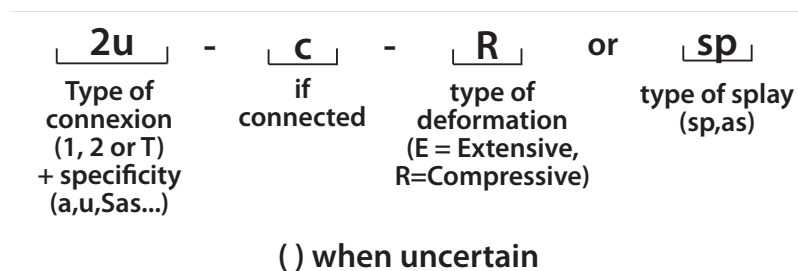 2u - c - R or sp
Type of connexion (1, 2 or T) + specificity (a,u,Sas...)
if connected
type of deformation (E = Extensive, R=Compressive)
type of splay (sp,as)
( ) when uncertain